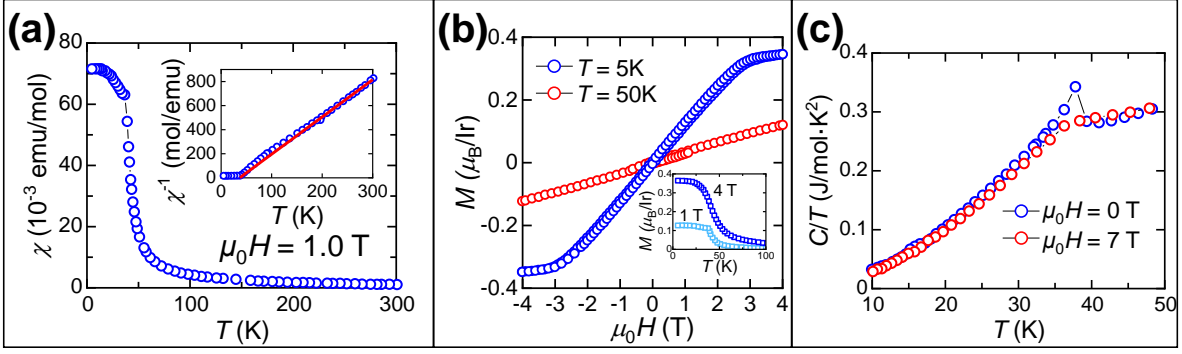 (a)
χ (10⁻³ emu/mol)
80
60
40
20
0
0
100
200
300
T (K)
μ₀H = 1.0 T
χ⁻¹ (mol/emu)
800
600
400
200
0
0
100
200
300
T (K)
(b)
M (μB/Ir)
0.4
0.2
0
-0.2
-0.4
-4 -3 -2 -1 0 1 2 3 4
μ₀H (T)
T = 5K
T = 50K
M (μB/Ir)
0.4
0.3
0.2
0.1
0
0
50
100
T (K)
4 T
1 T
(c)
C/T (J/mol·K²)
0.4
0.3
0.2
0.1
0.0
10
20
30
40
50
T (K)
μ₀H = 0 T
μ₀H = 7 T